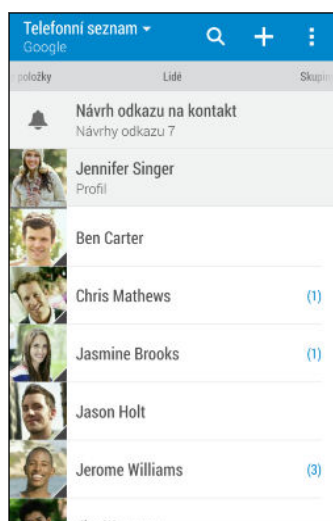 Telefonní seznam
Google
položky Lidé Skupin
Návrh odkazu na kontakt
Návrhy odkazu 7
Jennifer Singer
Profil
Ben Carter
Chris Mathews (1)
Jasmine Brooks (1)
Jason Holt
Jerome Williams (3)